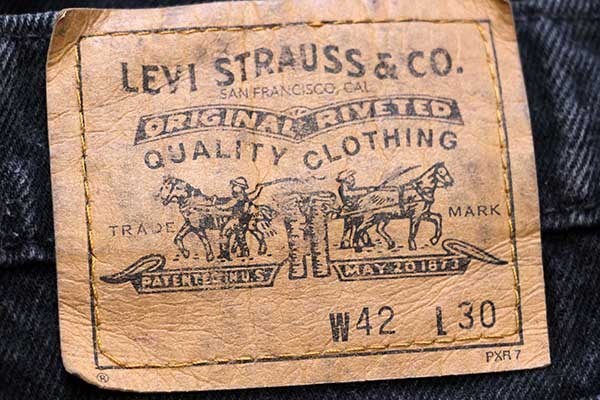 LEVI STRAUSS & CO.
SAN FRANCISCO, CAL
ORIGINAL RIVETED
QUALITY CLOTHING
TRADE MARK
PATENTED IN U.S. MAY 20 1873
W42 L30
PXR 7
®